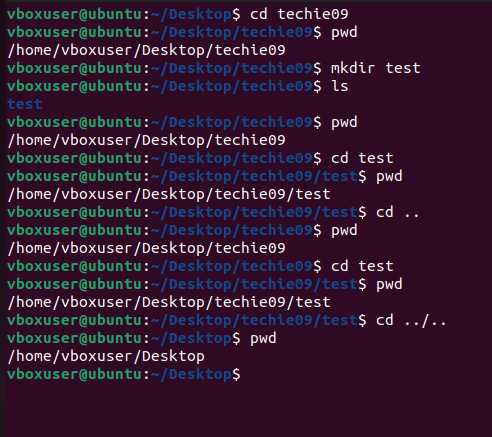 vboxuser@ubuntu:~/Desktop$ cd techie09
vboxuser@ubuntu:~/Desktop/techie09$ pwd
/home/vboxuser/Desktop/techie09
vboxuser@ubuntu:~/Desktop/techie09$ mkdir test
vboxuser@ubuntu:~/Desktop/techie09$ ls
test
vboxuser@ubuntu:~/Desktop/techie09$ pwd
/home/vboxuser/Desktop/techie09
vboxuser@ubuntu:~/Desktop/techie09$ cd test
vboxuser@ubuntu:~/Desktop/techie09/test$ pwd
/home/vboxuser/Desktop/techie09/test
vboxuser@ubuntu:~/Desktop/techie09/test$ cd ..
vboxuser@ubuntu:~/Desktop/techie09$ pwd
/home/vboxuser/Desktop/techie09
vboxuser@ubuntu:~/Desktop/techie09$ cd test
vboxuser@ubuntu:~/Desktop/techie09/test$ pwd
/home/vboxuser/Desktop/techie09/test
vboxuser@ubuntu:~/Desktop/techie09/test$ cd ../..
vboxuser@ubuntu:~/Desktop$ pwd
/home/vboxuser/Desktop
vboxuser@ubuntu:~/Desktop$